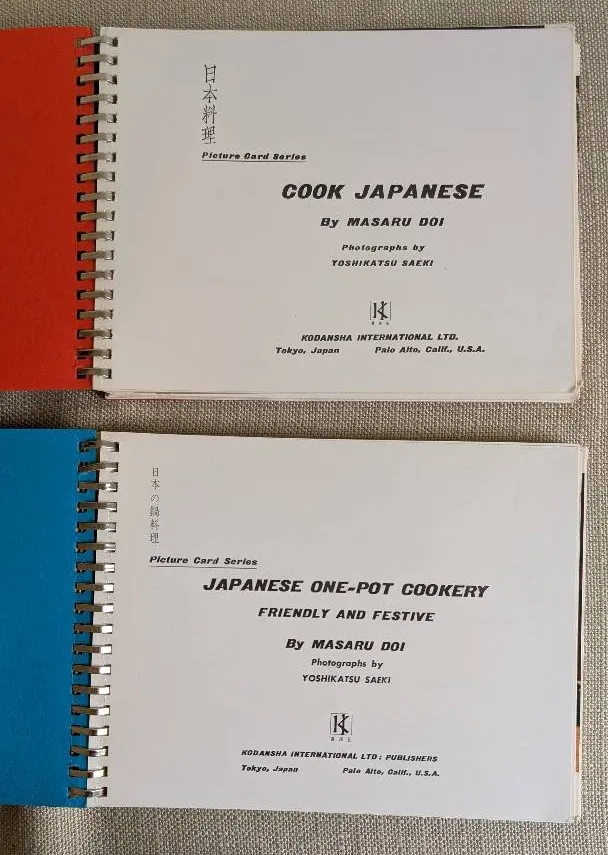 日本料理
Picture Card Series
COOK JAPANESE
By MASARU DOI
Photographs by
YOSHIKATSU SAEKI
K
KODANSHA INTERNATIONAL LTD.
Tokyo, Japan Palo Alto, Calif., U.S.A.
日本の鍋料理
Picture Card Series
JAPANESE ONE-POT COOKERY
FRIENDLY AND FESTIVE
By MASARU DOI
Photographs by
YOSHIKATSU SAEKI
K
KODANSHA INTERNATIONAL LTD: PUBLISHERS
Tokyo, Japan Palo Alto, Calif., U.S.A.